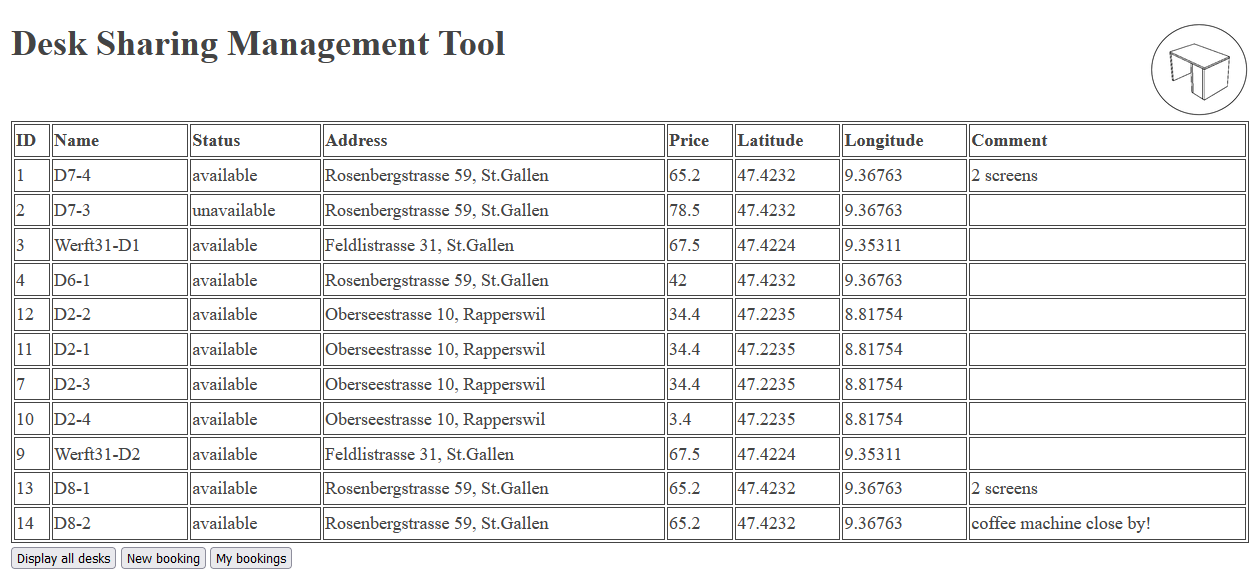 Desk Sharing Management Tool
ID Name Status Address Price Latitude Longitude Comment
1 D7-4 available Rosenbergstrasse 59, St.Gallen 65.2 47.4232 9.36763 2 screens
2 D7-3 unavailable Rosenbergstrasse 59, St.Gallen 78.5 47.4232 9.36763
3 Werft31-D1 available Feldlistrasse 31, St.Gallen 67.5 47.4224 9.35311
4 D6-1 available Rosenbergstrasse 59, St.Gallen 42 47.4232 9.36763
12 D2-2 available Oberseestrasse 10, Rapperswil 34.4 47.2235 8.81754
11 D2-1 available Oberseestrasse 10, Rapperswil 34.4 47.2235 8.81754
7 D2-3 available Oberseestrasse 10, Rapperswil 34.4 47.2235 8.81754
10 D2-4 available Oberseestrasse 10, Rapperswil 3.4 47.2235 8.81754
9 Werft31-D2 available Feldlistrasse 31, St.Gallen 67.5 47.4224 9.35311
13 D8-1 available Rosenbergstrasse 59, St.Gallen 65.2 47.4232 9.36763 2 screens
14 D8-2 available Rosenbergstrasse 59, St.Gallen 65.2 47.4232 9.36763 coffee machine close by!
Display all desks New booking My bookings